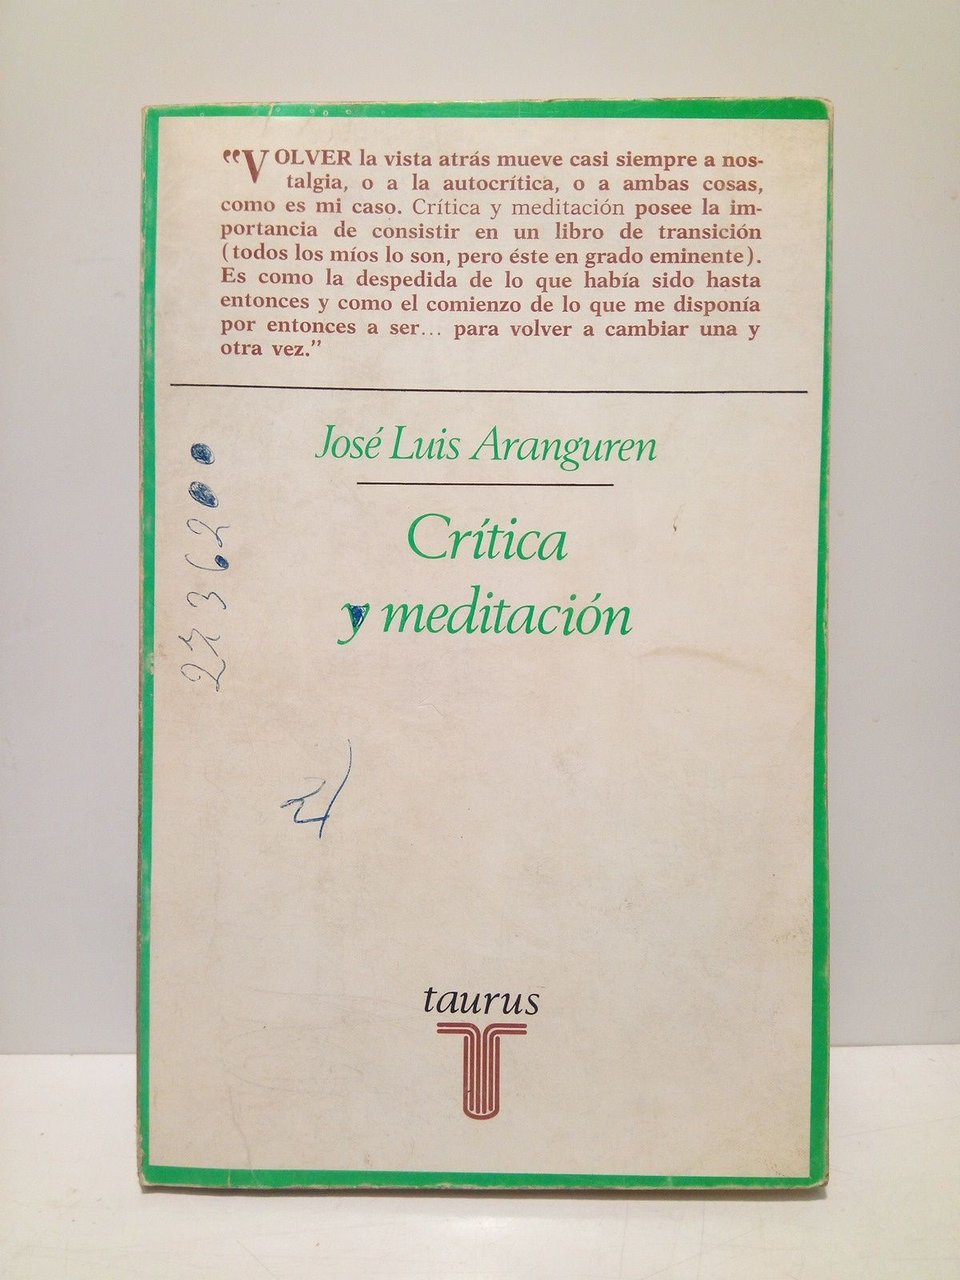 “VOLVER la vista atrás mueve casi siempre a nos-
talgia, o a la autocrítica, o a ambas cosas,
como es mi caso. Crítica y meditación posee la im-
portancia de consistir en un libro de transición
(todos los míos lo son, pero éste en grado eminente).
Es como la despedida de lo que había sido hasta
entonces y como el comienzo de lo que me disponía
por entonces a ser... para volver a cambiar una y
otra vez.”
José Luis Aranguren
Crítica
y meditación
taurus